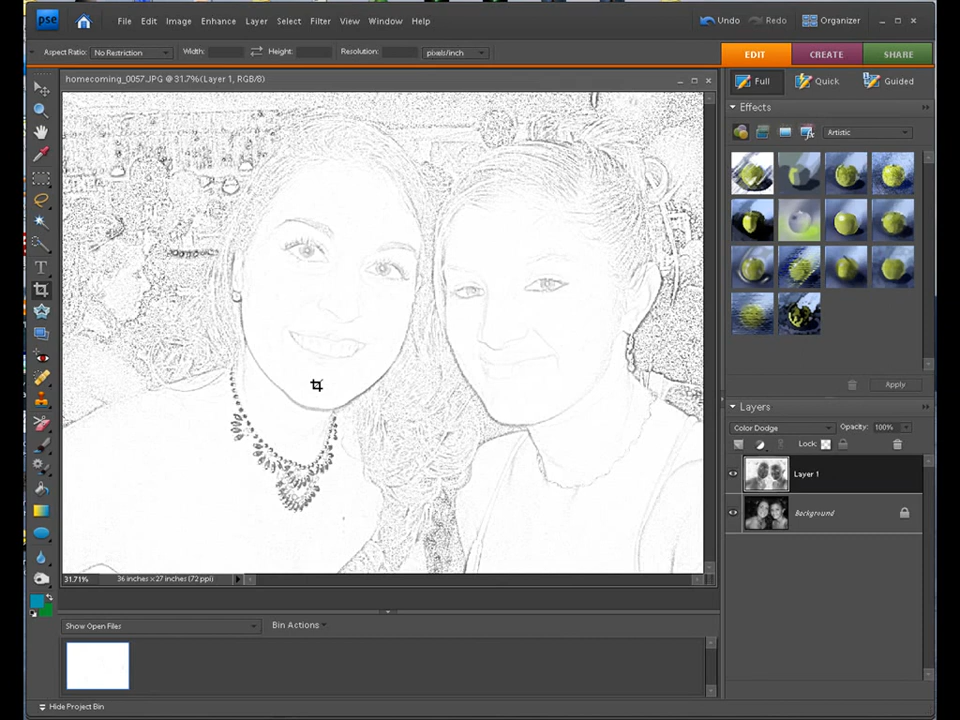 pse File Edit Image Enhance Layer Select Filter View Window Help Undo Redo Organizer
Aspect Ratio: No Restriction Width: Height: Resolution: pixels/inch EDIT CREATE SHARE
homecoming_0057.JPG @ 31.7%(Layer 1, RGB/8)
Full Quick Guided
Effects
Artistic
Apply
Layers
Color Dodge Opacity: 100%
Lock:
Layer 1
Background
31.71% 36 inches x 27 inches (72 ppi)
Show Open Files Bin Actions
Hide Project Bin